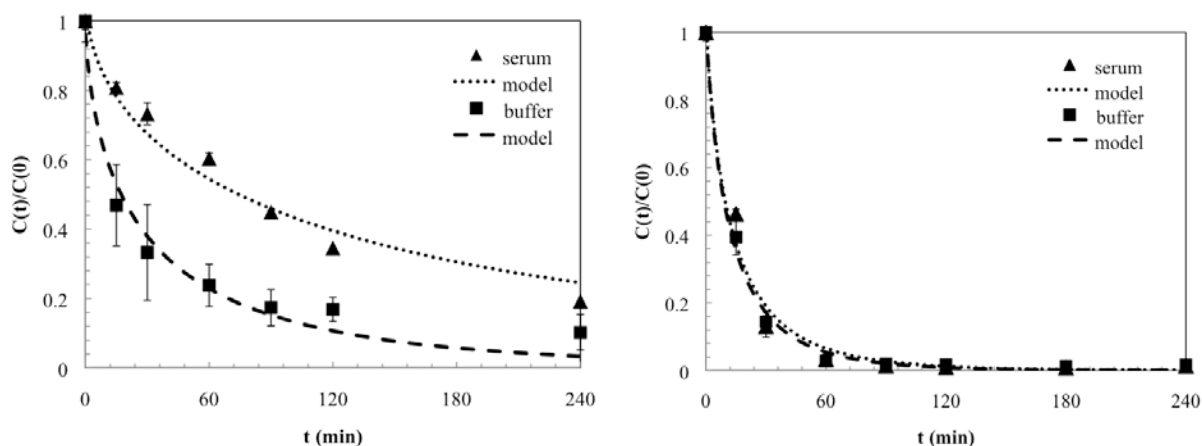 1
0.8
0.6
0.4
0.2
0
C(t)/C(0)
serum
model
buffer
model
0 60 120 180 240
t (min)
1
0.8
0.6
0.4
0.2
0
C(t)/C(0)
serum
model
buffer
model
0 60 120 180 240
t (min)